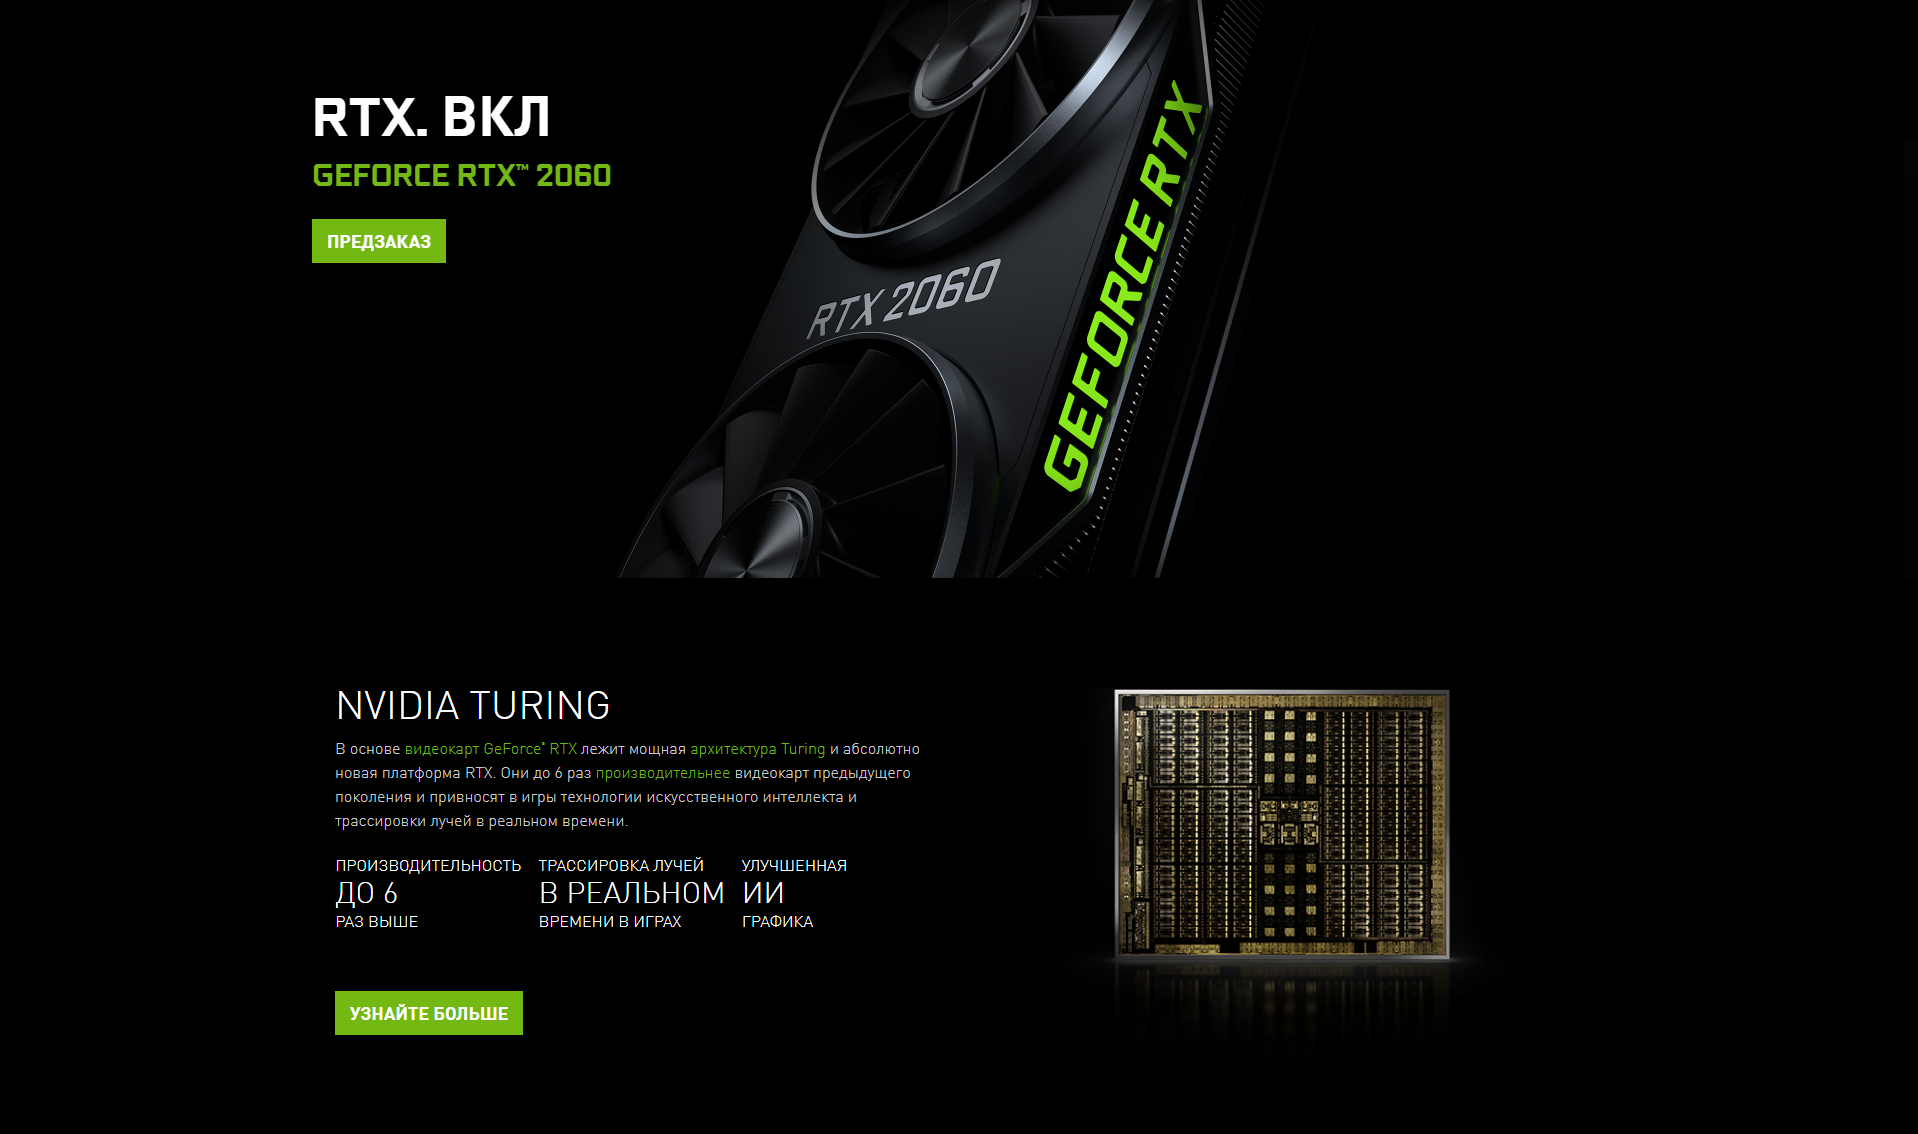 RTX. ВКЛ
GEFORCE RTX™ 2060
ПРЕДЗАКАЗ
RTX 2060
GEFORCE RTX
NVIDIA TURING
В основе видеокарт GeForce® RTX лежит мощная архитектура Turing и абсолютно
новая платформа RTX. Они до 6 раз производительнее видеокарт предыдущего
поколения и привносят в игры технологии искусственного интеллекта и
трассировки лучей в реальном времени.
ПРОИЗВОДИТЕЛЬНОСТЬ
ДО 6
РАЗ ВЫШЕ
ТРАССИРОВКА ЛУЧЕЙ
В РЕАЛЬНОМ
ВРЕМЕНИ В ИГРАХ
УЛУЧШЕННАЯ
ИИ
ГРАФИКА
УЗНАЙТЕ БОЛЬШЕ